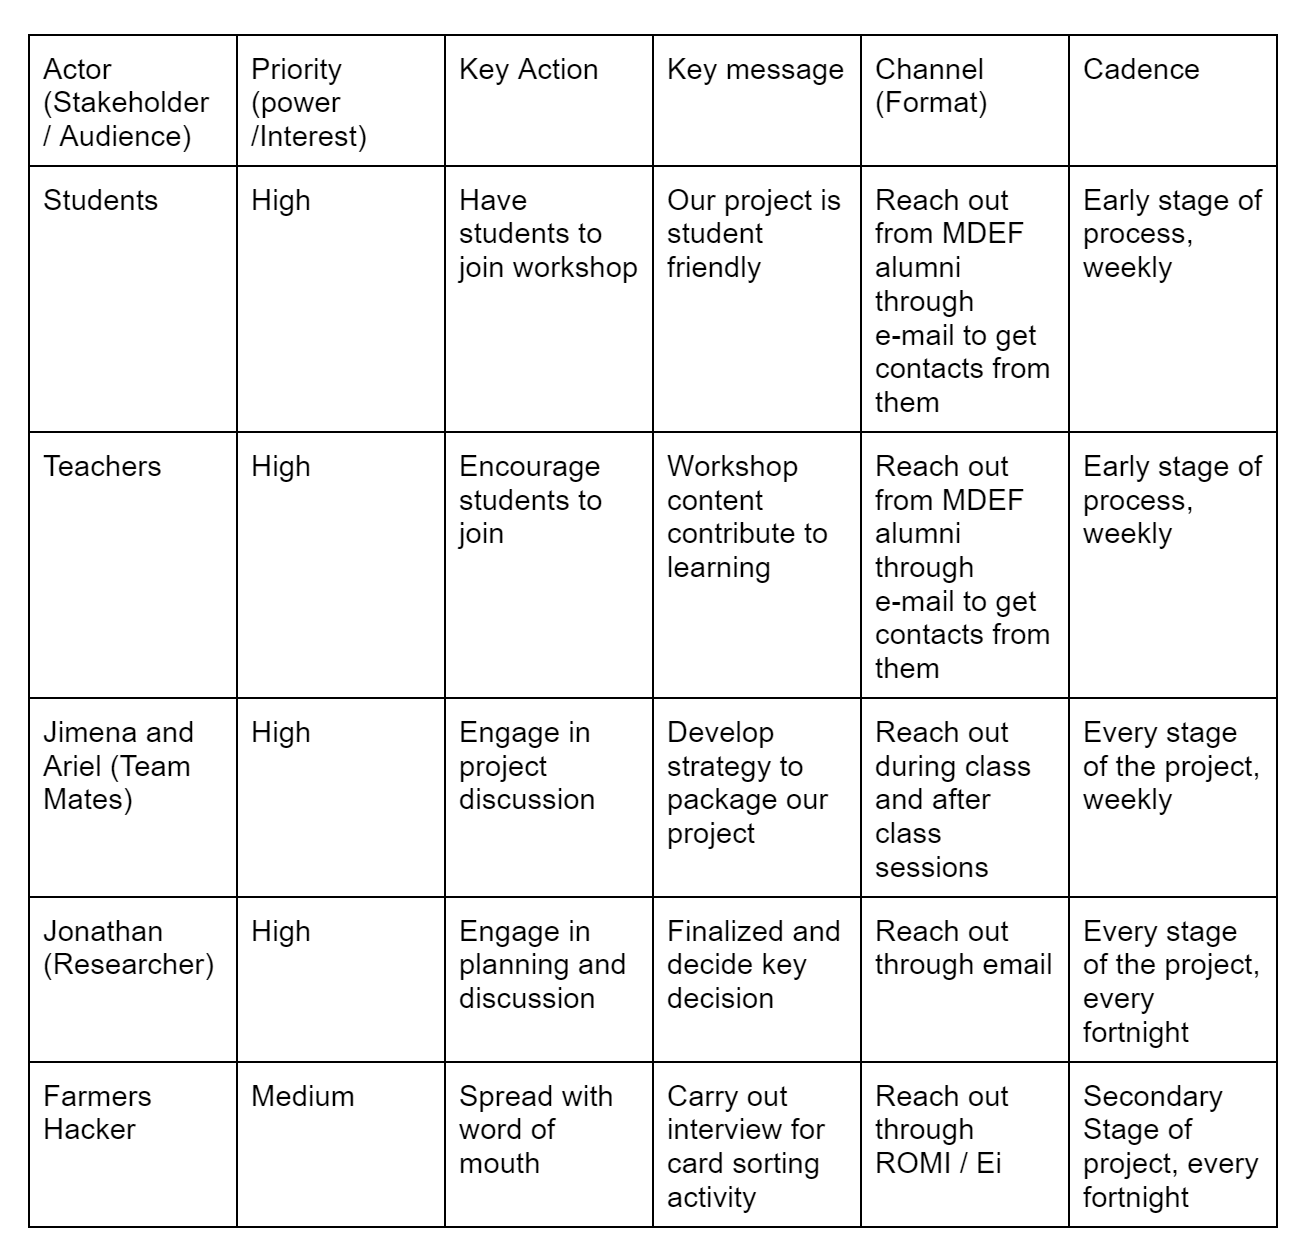 Actor
(Stakeholder
/ Audience)
Priority
(power
/Interest)
Key Action
Key message
Channel
(Format)
Cadence
Students
High
Have
students to
join workshop
Our project is
student
friendly
Reach out
from MDEF
alumni
through
e-mail to get
contacts from
them
Early stage of
process,
weekly
Teachers
High
Encourage
students to
join
Workshop
content
contribute to
learning
Reach out
from MDEF
alumni
through
e-mail to get
contacts from
them
Early stage of
process,
weekly
Jimena and
Ariel (Team
Mates)
High
Engage in
project
discussion
Develop
strategy to
package our
project
Reach out
during class
and after
class
sessions
Every stage
of the project,
weekly
Jonathan
(Researcher)
High
Engage in
planning and
discussion
Finalized and
decide key
decision
Reach out
through email
Every stage
of the project,
every
fortnight
Farmers
Hacker
Medium
Spread with
word of
mouth
Carry out
interview for
card sorting
activity
Reach out
through
ROMI / Ei
Secondary
Stage of
project, every
fortnight